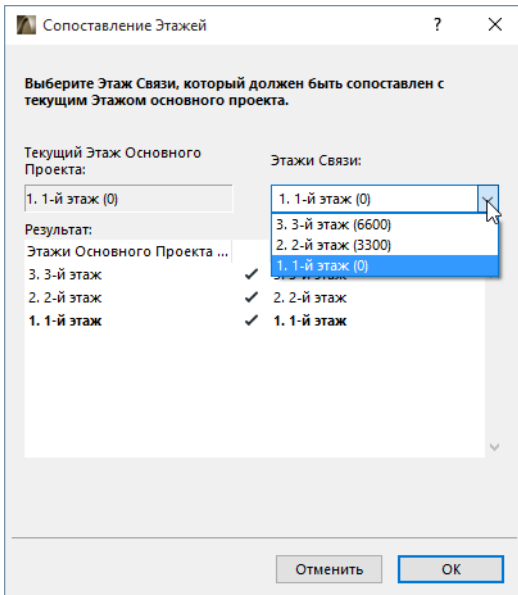 Сопоставление Этажей
?
Выберите Этаж Связи, который должен быть сопоставлен с
текущим Этажом основного проекта.
Текущий Этаж Основного
Проекта:
Этажи Связи:
1. 1-й этаж (0)
1. 1-й этаж (0)
3. 3-й этаж (6600)
2. 2-й этаж (3300)
1. 1-й этаж (0)
Результат:
Этажи Основного Проекта ...
3. 3-й этаж
2. 2-й этаж ✓ 2. 2-й этаж
1. 1-й этаж ✓ 1. 1-й этаж
Отменить
ОК